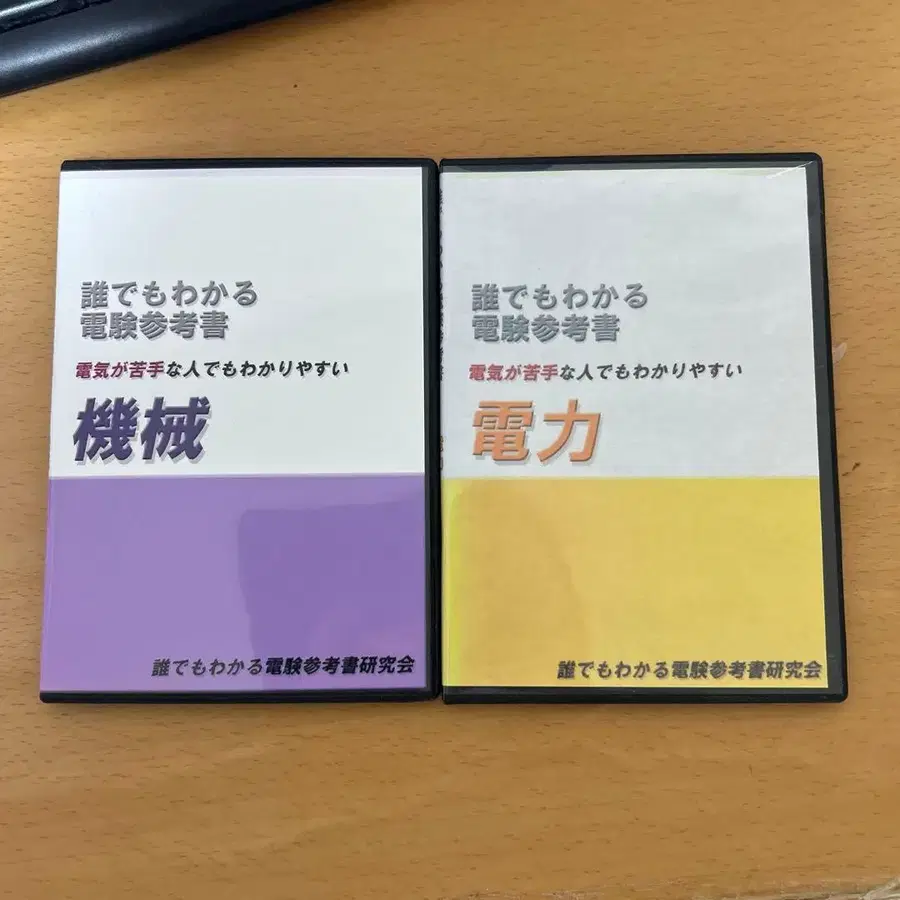 誰でもわかる
電験参考書
電気が苦手な人でもわかりやすい
機械
誰でもわかる電験参考書研究会
誰でもわかる
電験参考書
電気が苦手な人でもわかりやすい
電力
誰でもわかる電験参考書研究会